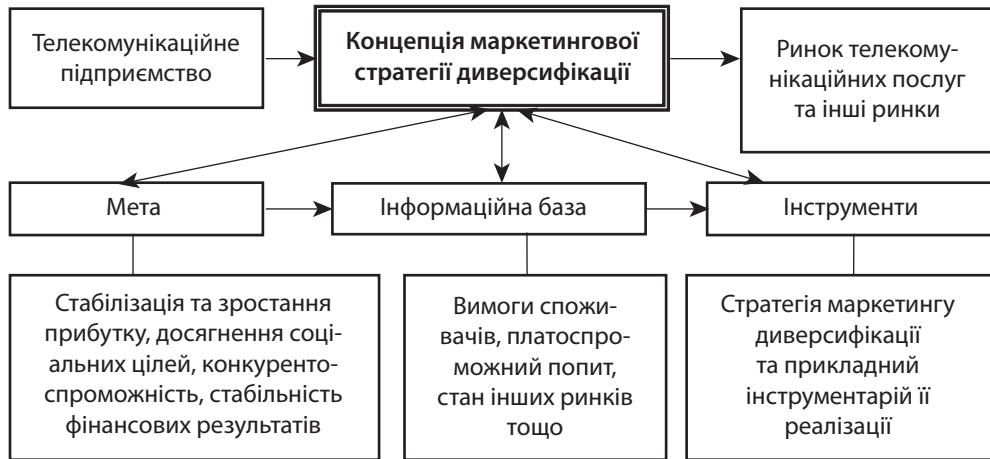 Телекомунікаційне
підприємство
Концепція маркетингової
стратегії диверсифікації
Ринок телекому-
нікаційних послуг
та інші ринки
Мета
Інформаційна база
Інструменти
Стабілізація та зростання
прибутку, досягнення соці-
альних цілей, конкуренто-
спроможність, стабільність
фінансових результатів
Вимоги спожи-
вачів, платоспро-
можний попит,
стан інших ринків
тощо
Стратегія маркетингу
диверсифікації
та прикладний
інструментарій її
реалізації